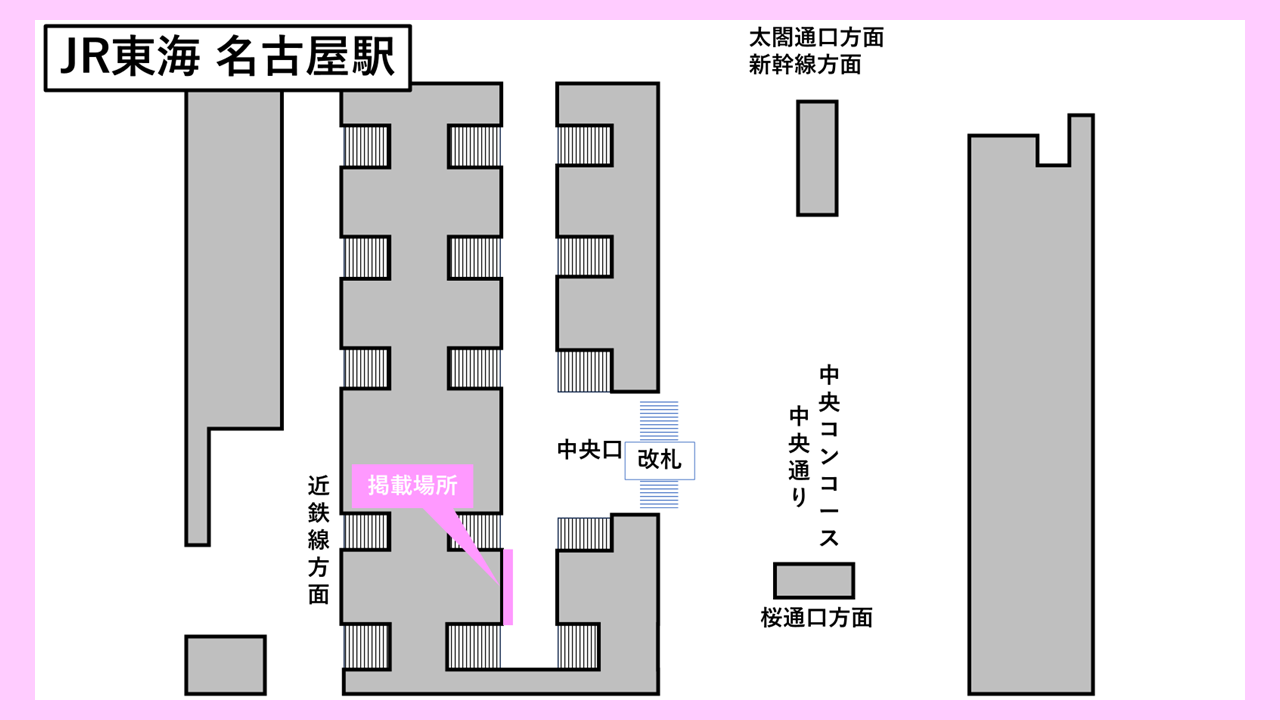 JR東海 名古屋駅
太閤通口方面
新幹線方面
中央コンコース
中央通り
中央口
改札
掲載場所
近鉄線方面
桜通口方面